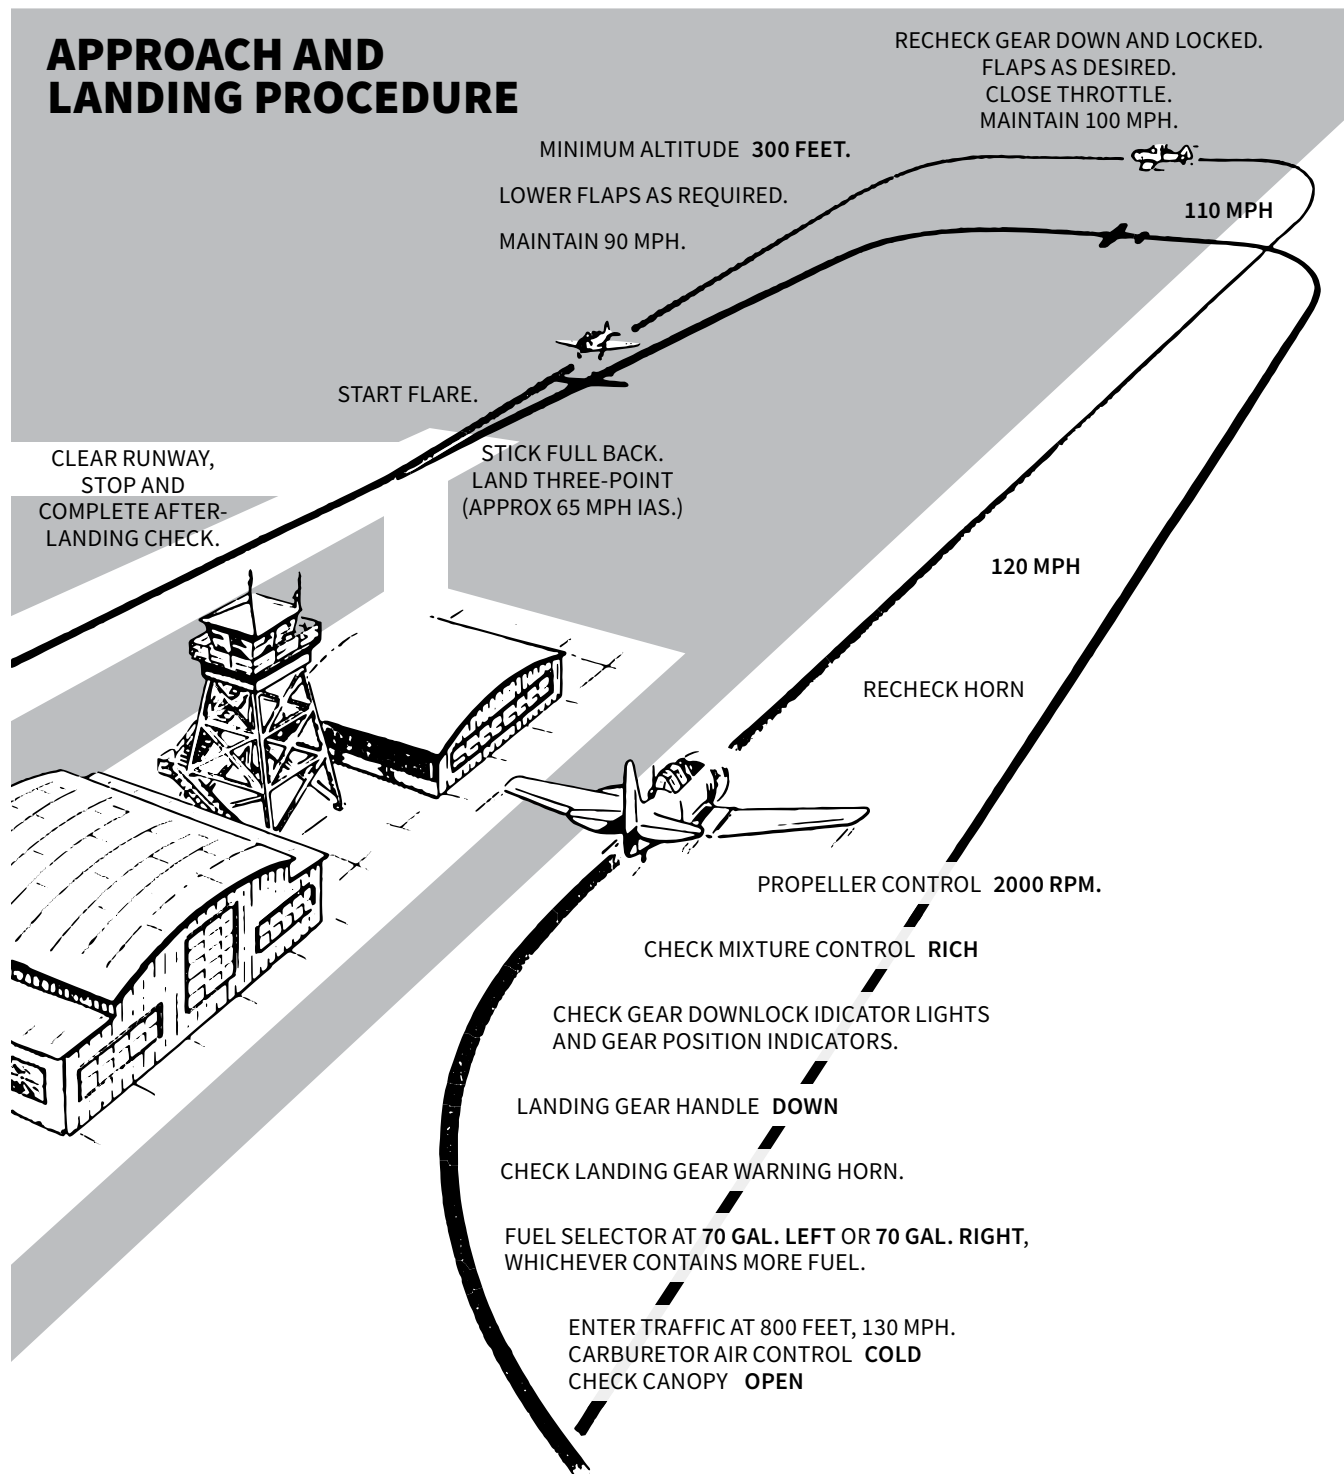 APPROACH AND
LANDING PROCEDURE
RECHECK GEAR DOWN AND LOCKED.
FLAPS AS DESIRED.
CLOSE THROTTLE.
MAINTAIN 100 MPH.
MINIMUM ALTITUDE 300 FEET.
LOWER FLAPS AS REQUIRED.
110 MPH
MAINTAIN 90 MPH.
START FLARE.
CLEAR RUNWAY,
STOP AND
COMPLETE AFTER-
LANDING CHECK.
STICK FULL BACK.
LAND THREE-POINT
(APPROX 65 MPH IAS.)
120 MPH
RECHECK HORN
PROPELLER CONTROL 2000 RPM.
CHECK MIXTURE CONTROL RICH
CHECK GEAR DOWNLOCK IDICATOR LIGHTS
AND GEAR POSITION INDICATORS.
LANDING GEAR HANDLE DOWN
CHECK LANDING GEAR WARNING HORN.
FUEL SELECTOR AT 70 GAL. LEFT OR 70 GAL. RIGHT,
WHICHEVER CONTAINS MORE FUEL.
ENTER TRAFFIC AT 800 FEET, 130 MPH.
CARBURETOR AIR CONTROL COLD
CHECK CANOPY OPEN